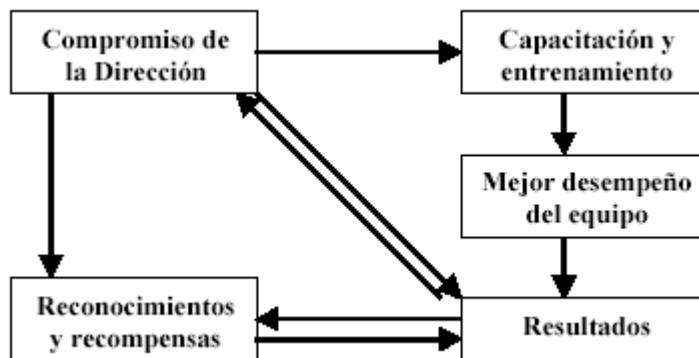 Compromiso de
la Dirección
Capacitación y
entrenamiento
Mejor desempeño
del equipo
Reconocimientos
y recompensas
Resultados